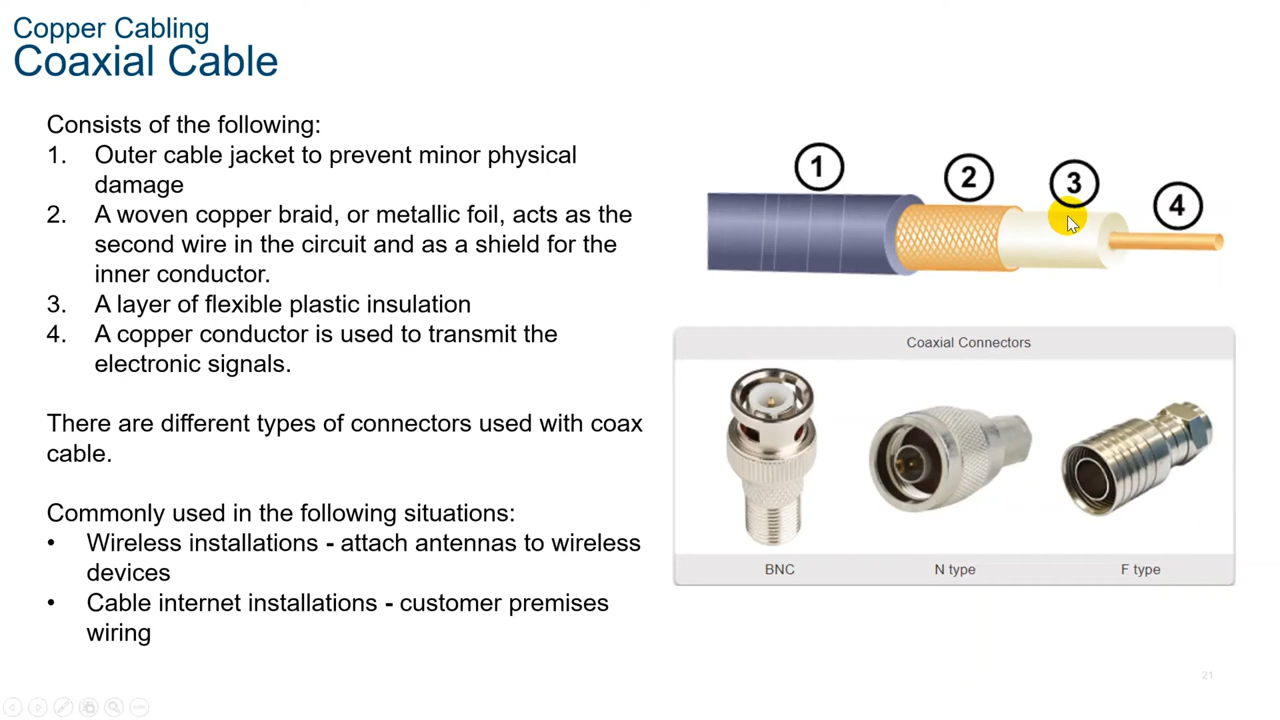 Copper Cabling
Coaxial Cable
Consists of the following:
1. Outer cable jacket to prevent minor physical
damage
2. A woven copper braid, or metallic foil, acts as the
second wire in the circuit and as a shield for the
inner conductor.
3. A layer of flexible plastic insulation
4. A copper conductor is used to transmit the
electronic signals.
There are different types of connectors used with coax
cable.
Commonly used in the following situations:
• Wireless installations - attach antennas to wireless
devices
• Cable internet installations - customer premises
wiring
1 2 3 4
Coaxial Connectors
BNC N type F type
21